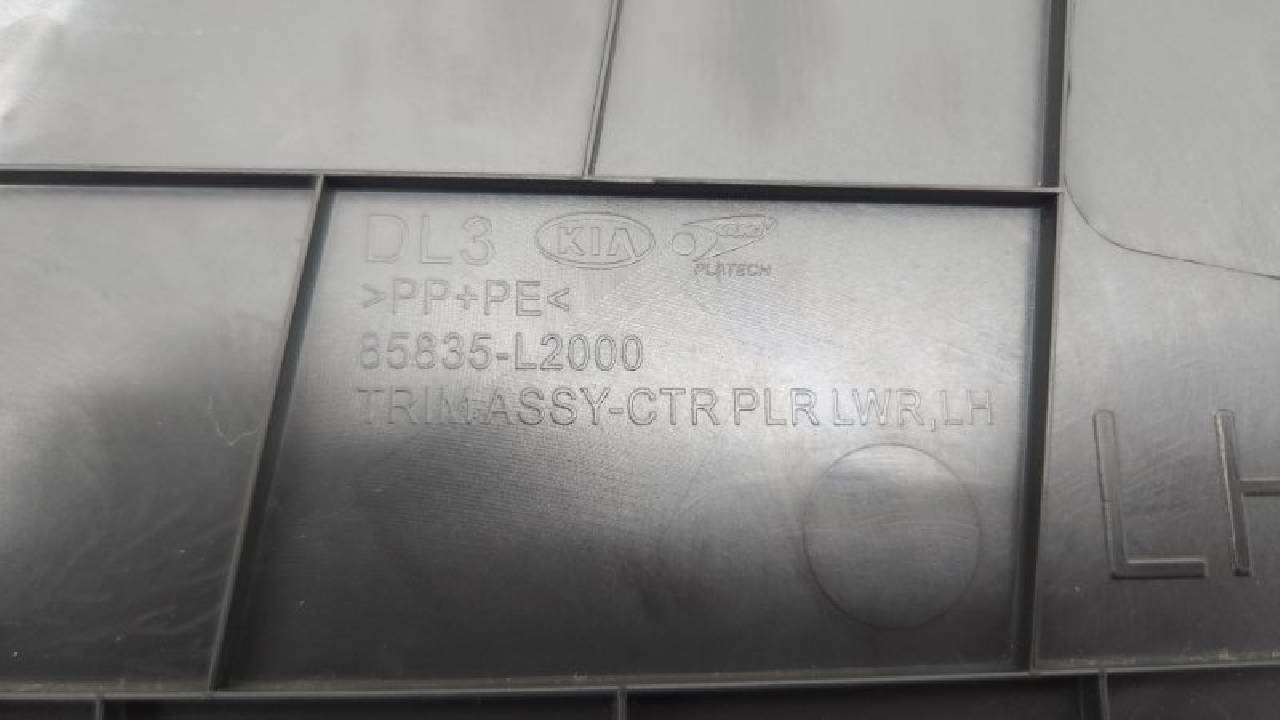 DL3 KIA PLATECH
>PP+PE<
85835-L2000
TRIM ASSY-CTR PLR LWR,LH
LH